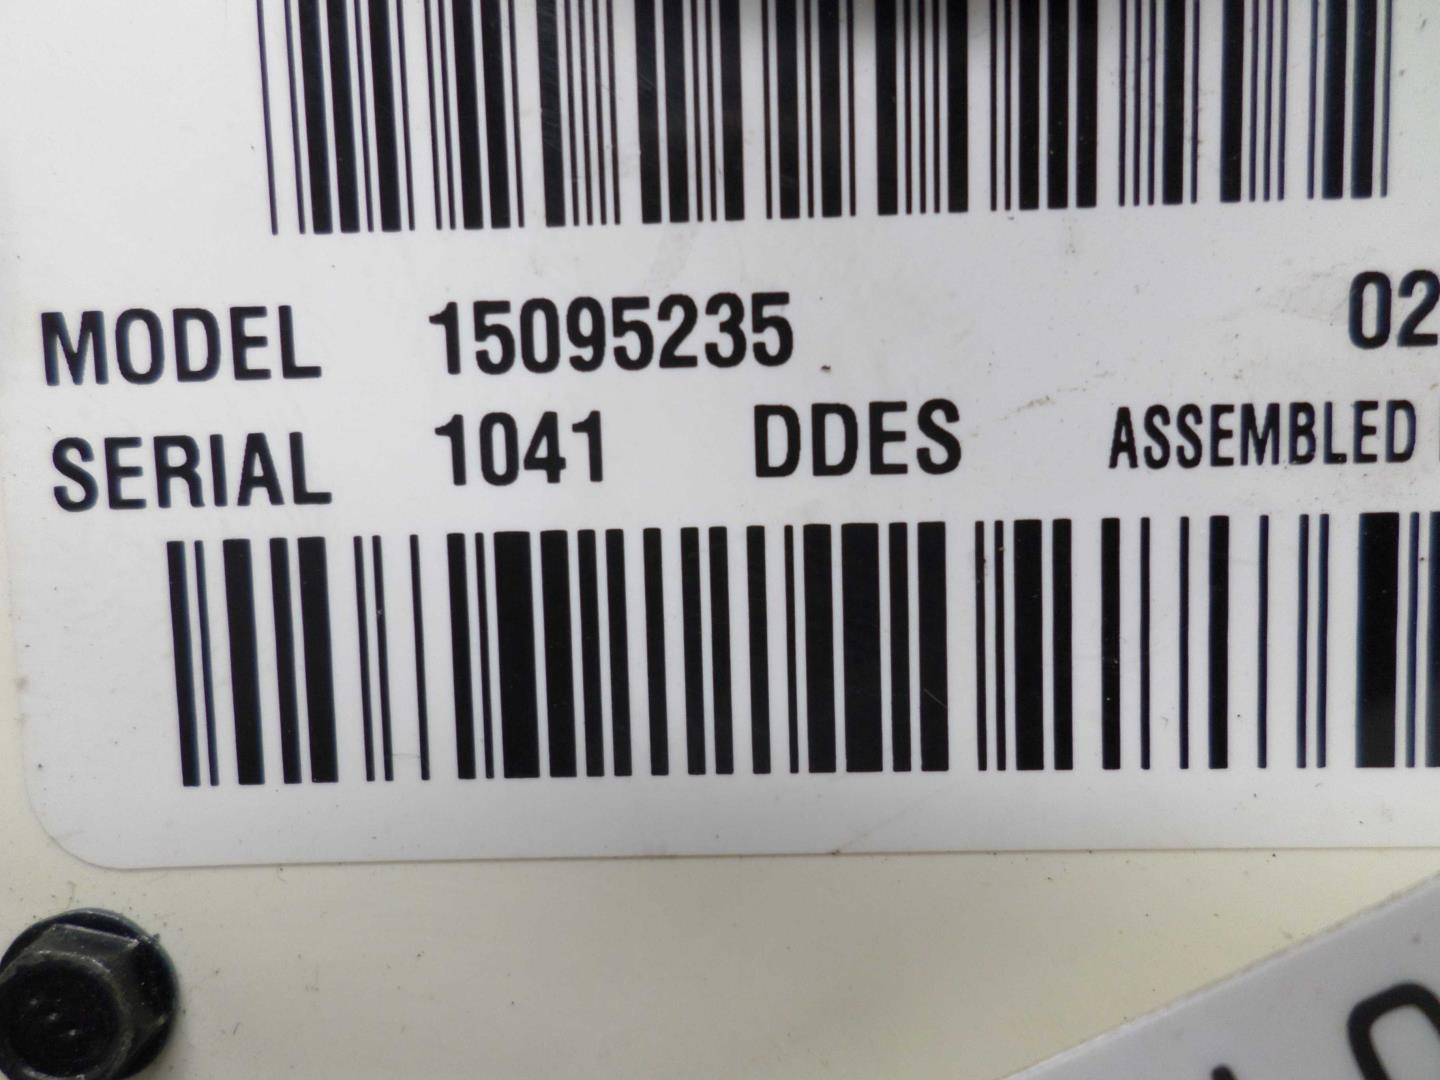 MODEL 15095235 02
SERIAL 1041 DDES ASSEMBLED